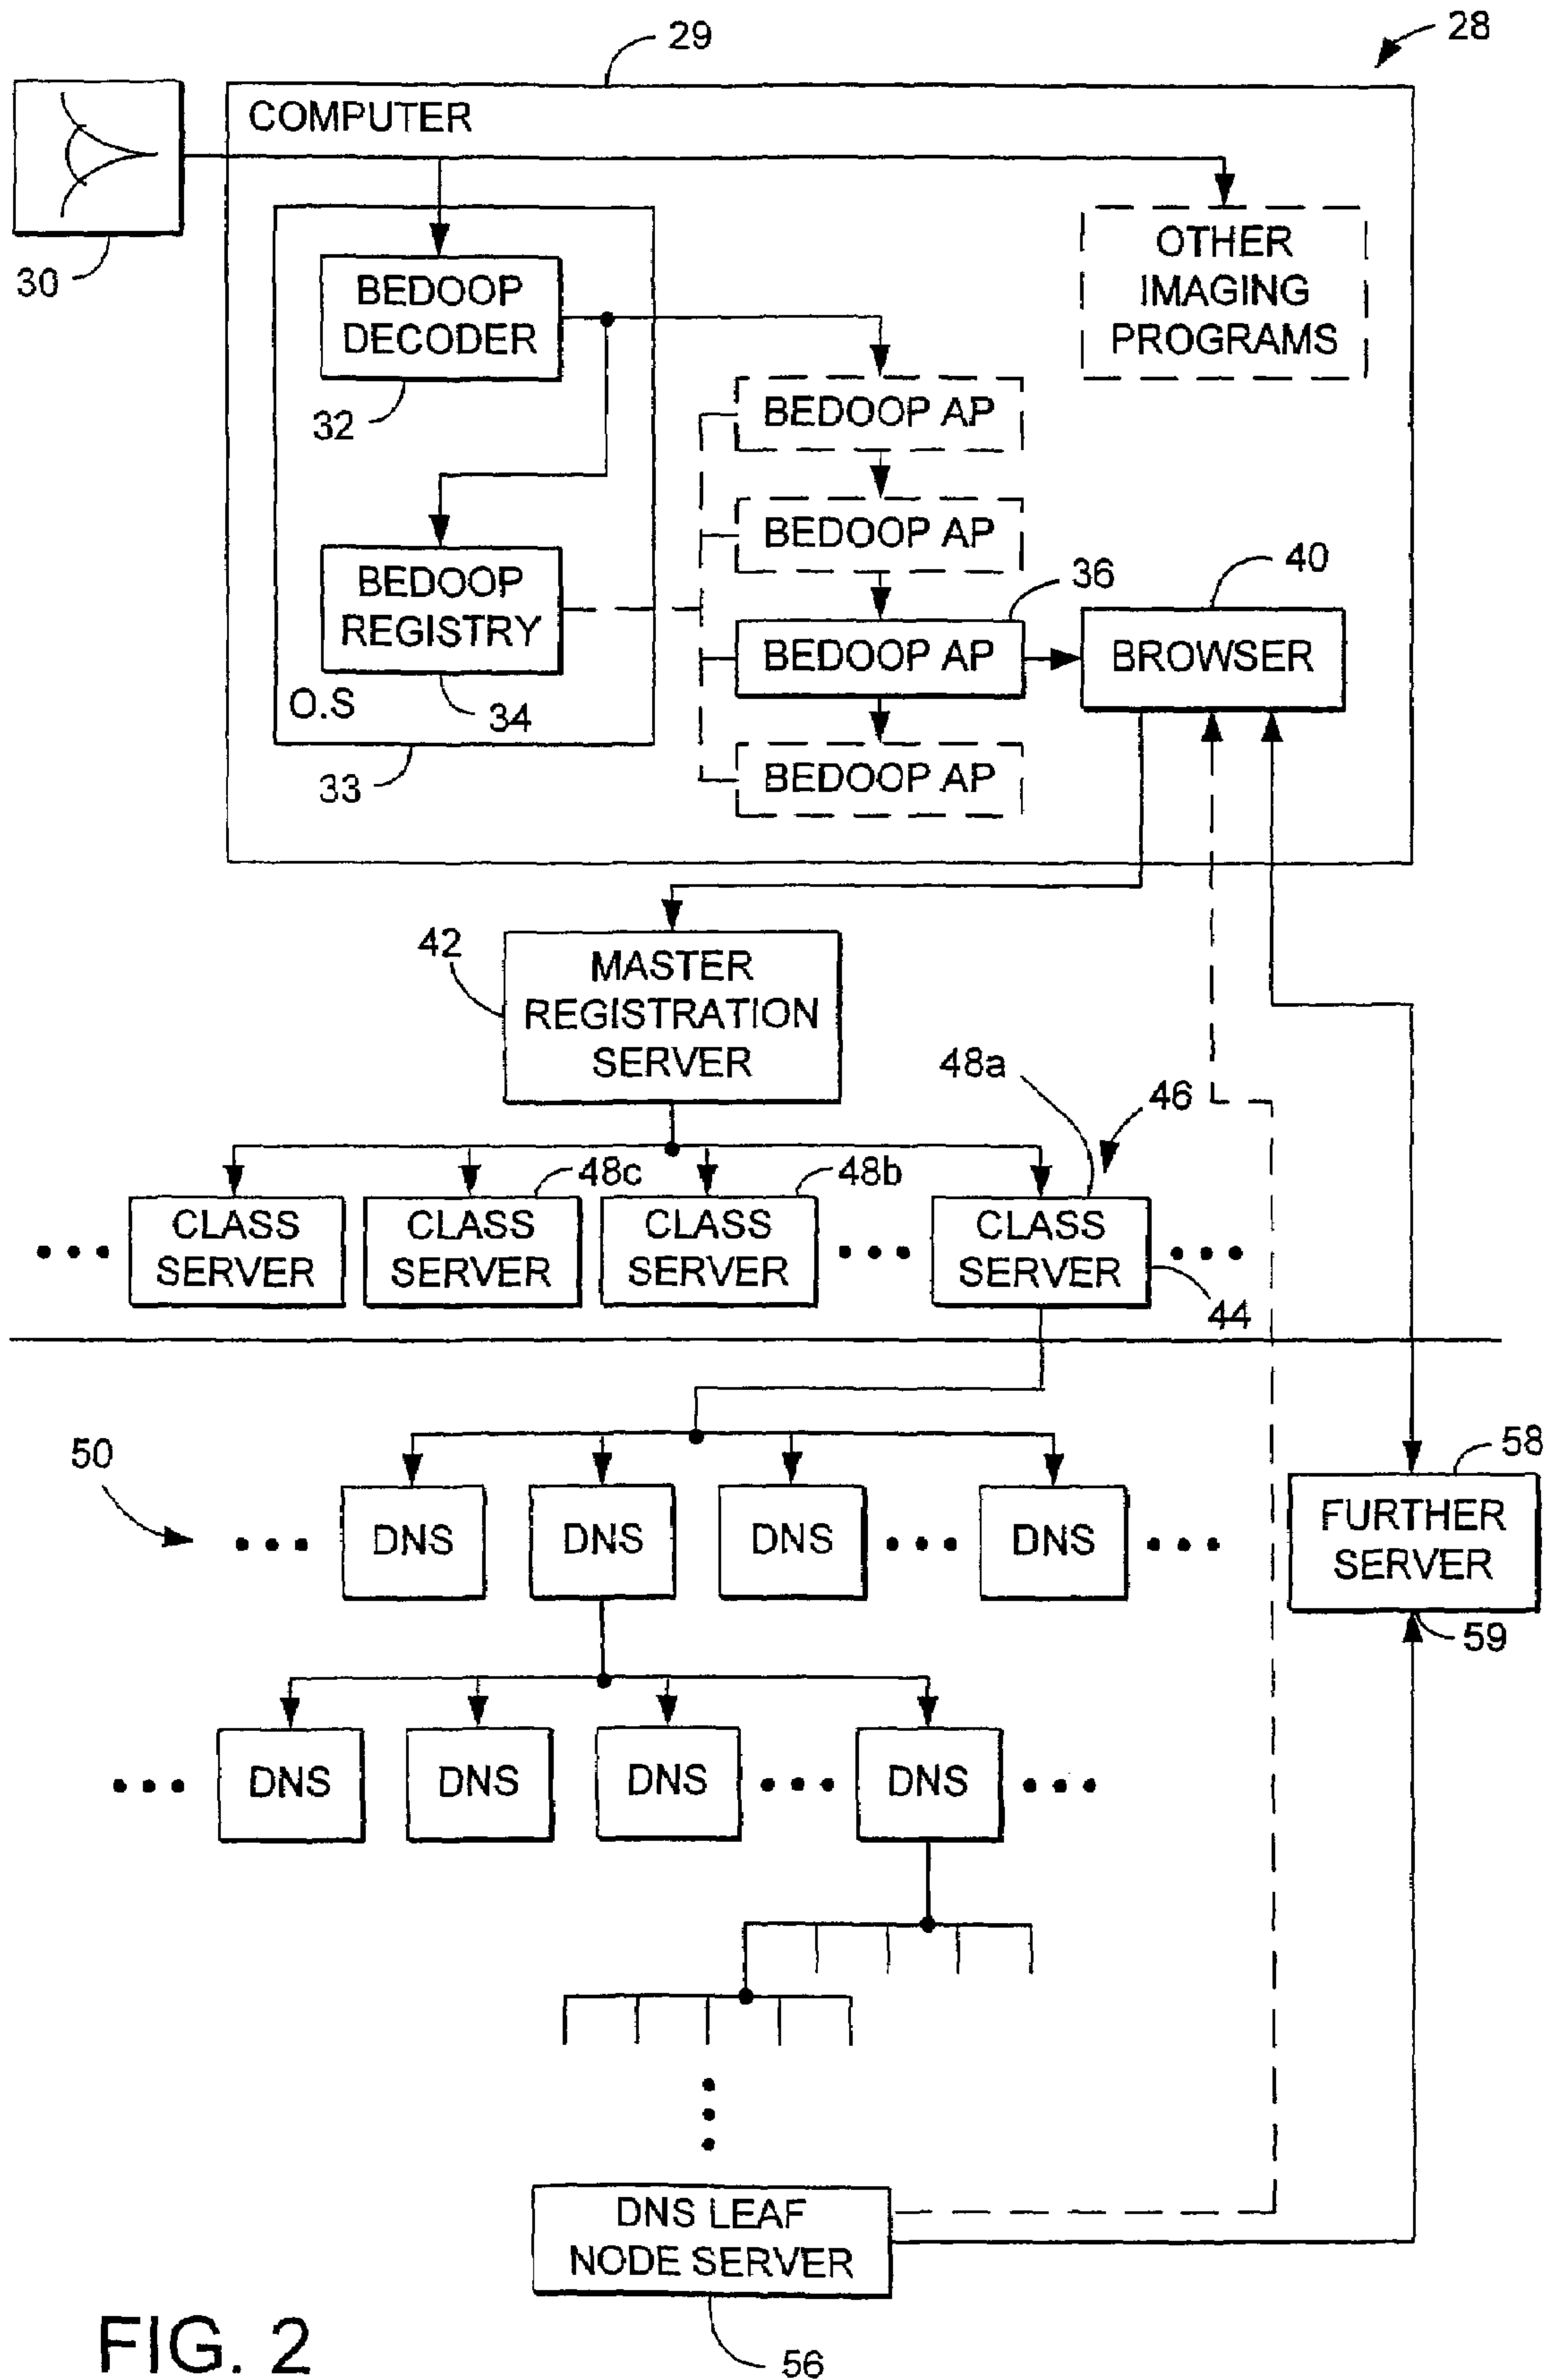 29
28
COMPUTER
30
BEDOOP
DECODER
32
OTHER
IMAGING
PROGRAMS
BEDOOP AP
BEDOOP AP
BEDOOP
REGISTRY
34
O.S
33
36
BEDOOP AP
40
BROWSER
BEDOOP AP
42
MASTER
REGISTRATION
SERVER
48a
46
48c
48b
CLASS
SERVER
CLASS
SERVER
CLASS
SERVER
CLASS
SERVER
44
50
DNS
DNS
DNS
DNS
58
FURTHER
SERVER
59
DNS
DNS
DNS
DNS
DNS LEAF
NODE SERVER
56
FIG. 2